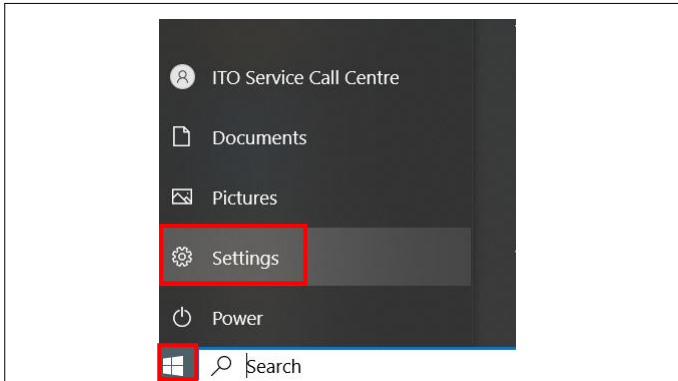 ITO Service Call Centre
Documents
Pictures
Settings
Power
Search